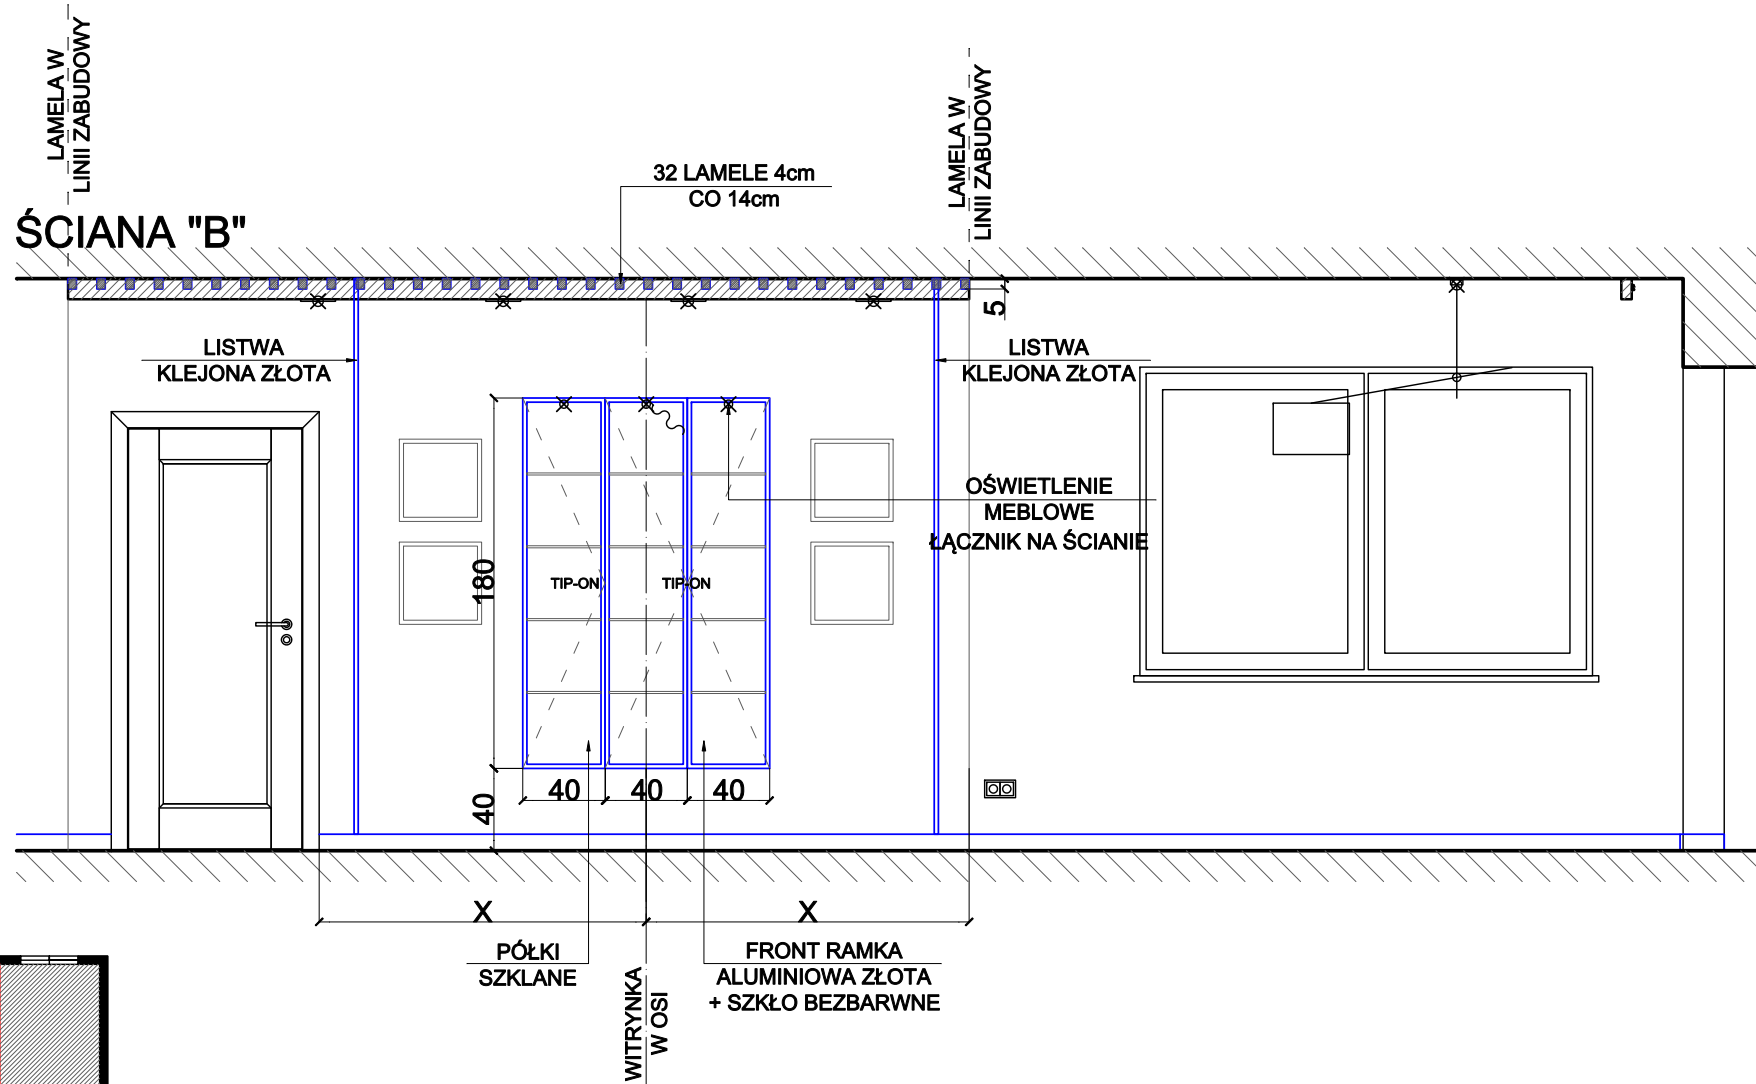 LAMELA W
LINII ZABUDOWY
LAMELA W
LINII ZABUDOWY
32 LAMELE 4cm
CO 14cm
ŚCIANA "B"
5
LISTWA
KLEJONA ZŁOTA
LISTWA
KLEJONA ZŁOTA
OŚWIETLENIE
MEBLOWE
ŁĄCZNIK NA ŚCIANIE
180
TIP-ON
TIP-ON
40
40
40
40
X
X
PÓŁKI
SZKLANE
FRONT RAMKA
ALUMINIOWA ZŁOTA
+ SZKŁO BEZBARWNE
WITRYNKA
W OSI